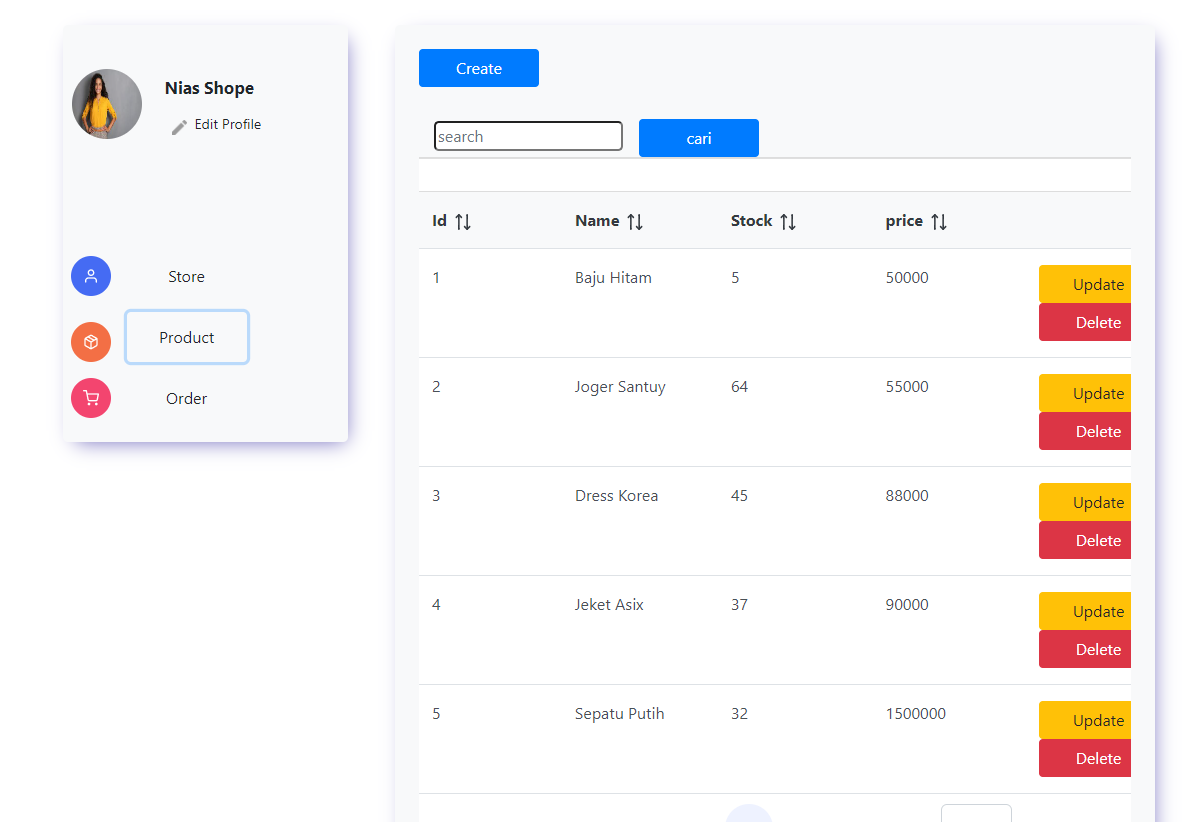 Nias Shope
Edit Profile
Store
Product
Order
Create
search
cari
Id Name Stock price
1 Baju Hitam 5 50000 Update
Delete
2 Joger Santuy 64 55000 Update
Delete
3 Dress Korea 45 88000 Update
Delete
4 Jeket Asix 37 90000 Update
Delete
5 Sepatu Putih 32 1500000 Update
Delete